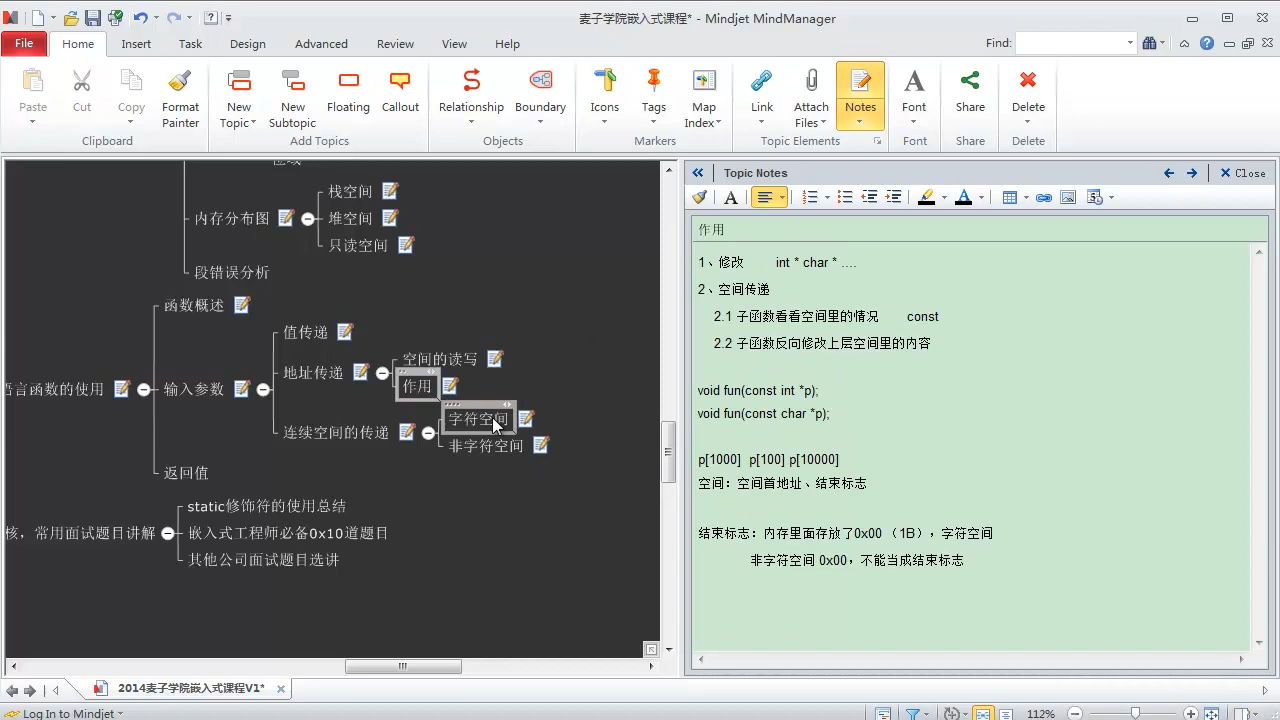 麦子学院嵌入式课程* - Mindjet MindManager
File Home Insert Task Design Advanced Review View Help Find:
Paste Cut Copy Format Painter
Clipboard
New Topic New Subtopic Floating Callout
Add Topics
Relationship Boundary
Objects
Icons Tags Map Index
Markers
Link Attach Files Notes
Topic Elements
Font
Font
Share
Share
Delete
Delete
栈空间
内存分布图
堆空间
只读空间
段错误分析
函数概述
值传递
地址传递
空间的读写
作用
语言函数的使用
输入参数
字符空间
连续空间的传递
非字符空间
返回值
static修饰符的使用总结
核，常用面试题目讲解
嵌入式工程师必备0x10道题目
其他公司面试题目选讲
Topic Notes
Close
作用
1、修改 int * char * ....
2、空间传递
2.1 子函数看看空间里的情况 const
2.2 子函数反向修改上层空间里的内容
void fun(const int *p);
void fun(const char *p);
p[1000] p[100] p[10000]
空间：空间首地址、结束标志
结束标志：内存里面存放了0x00 （1B），字符空间
非字符空间 0x00，不能当成结束标志
2014麦子学院嵌入式课程V1*
Log In to Mindjet
112%